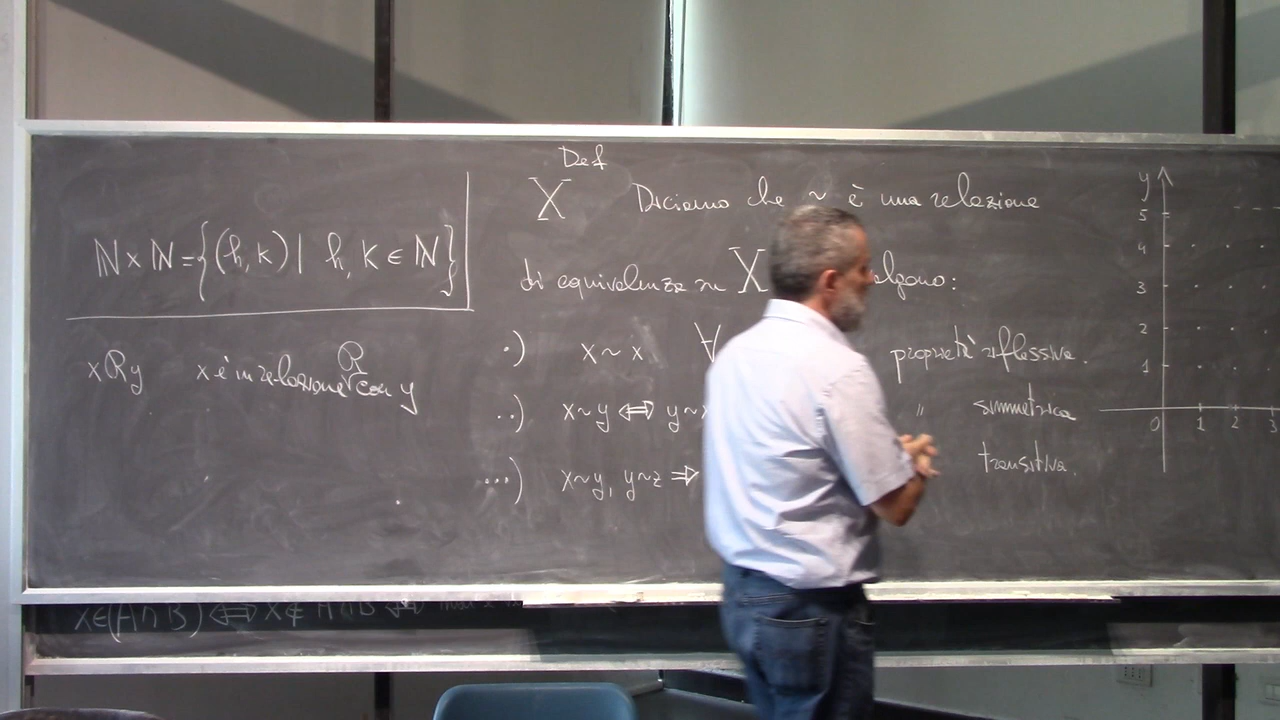 Def
X Diciamo che ~ è una relazione
di equivalenza su X
·) x~x ∀ proprietà riflessiva.
··) x~y ⟺ y~ " simmetrica
···) x~y, y~z ⇒ transitiva.
ℕ×ℕ={(h,k)| h,k∈ℕ}
xRy x è in relazione R con y
y
5
4
3
2
1
0 1 2 3